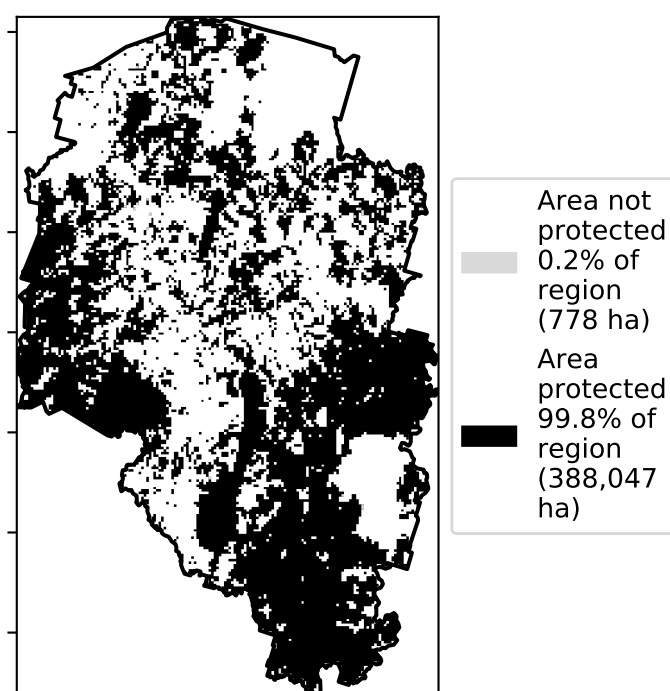 Area not
protected
0.2% of
region
(778 ha)
Area
protected
99.8% of
region
(388,047
ha)